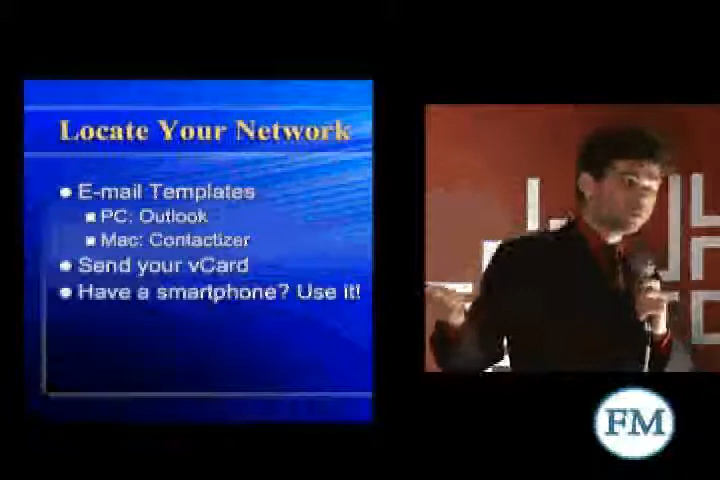 Locate Your Network
E-mail Templates
PC: Outlook
Mac: Contactizer
Send your vCard
Have a smartphone? Use it!
FM